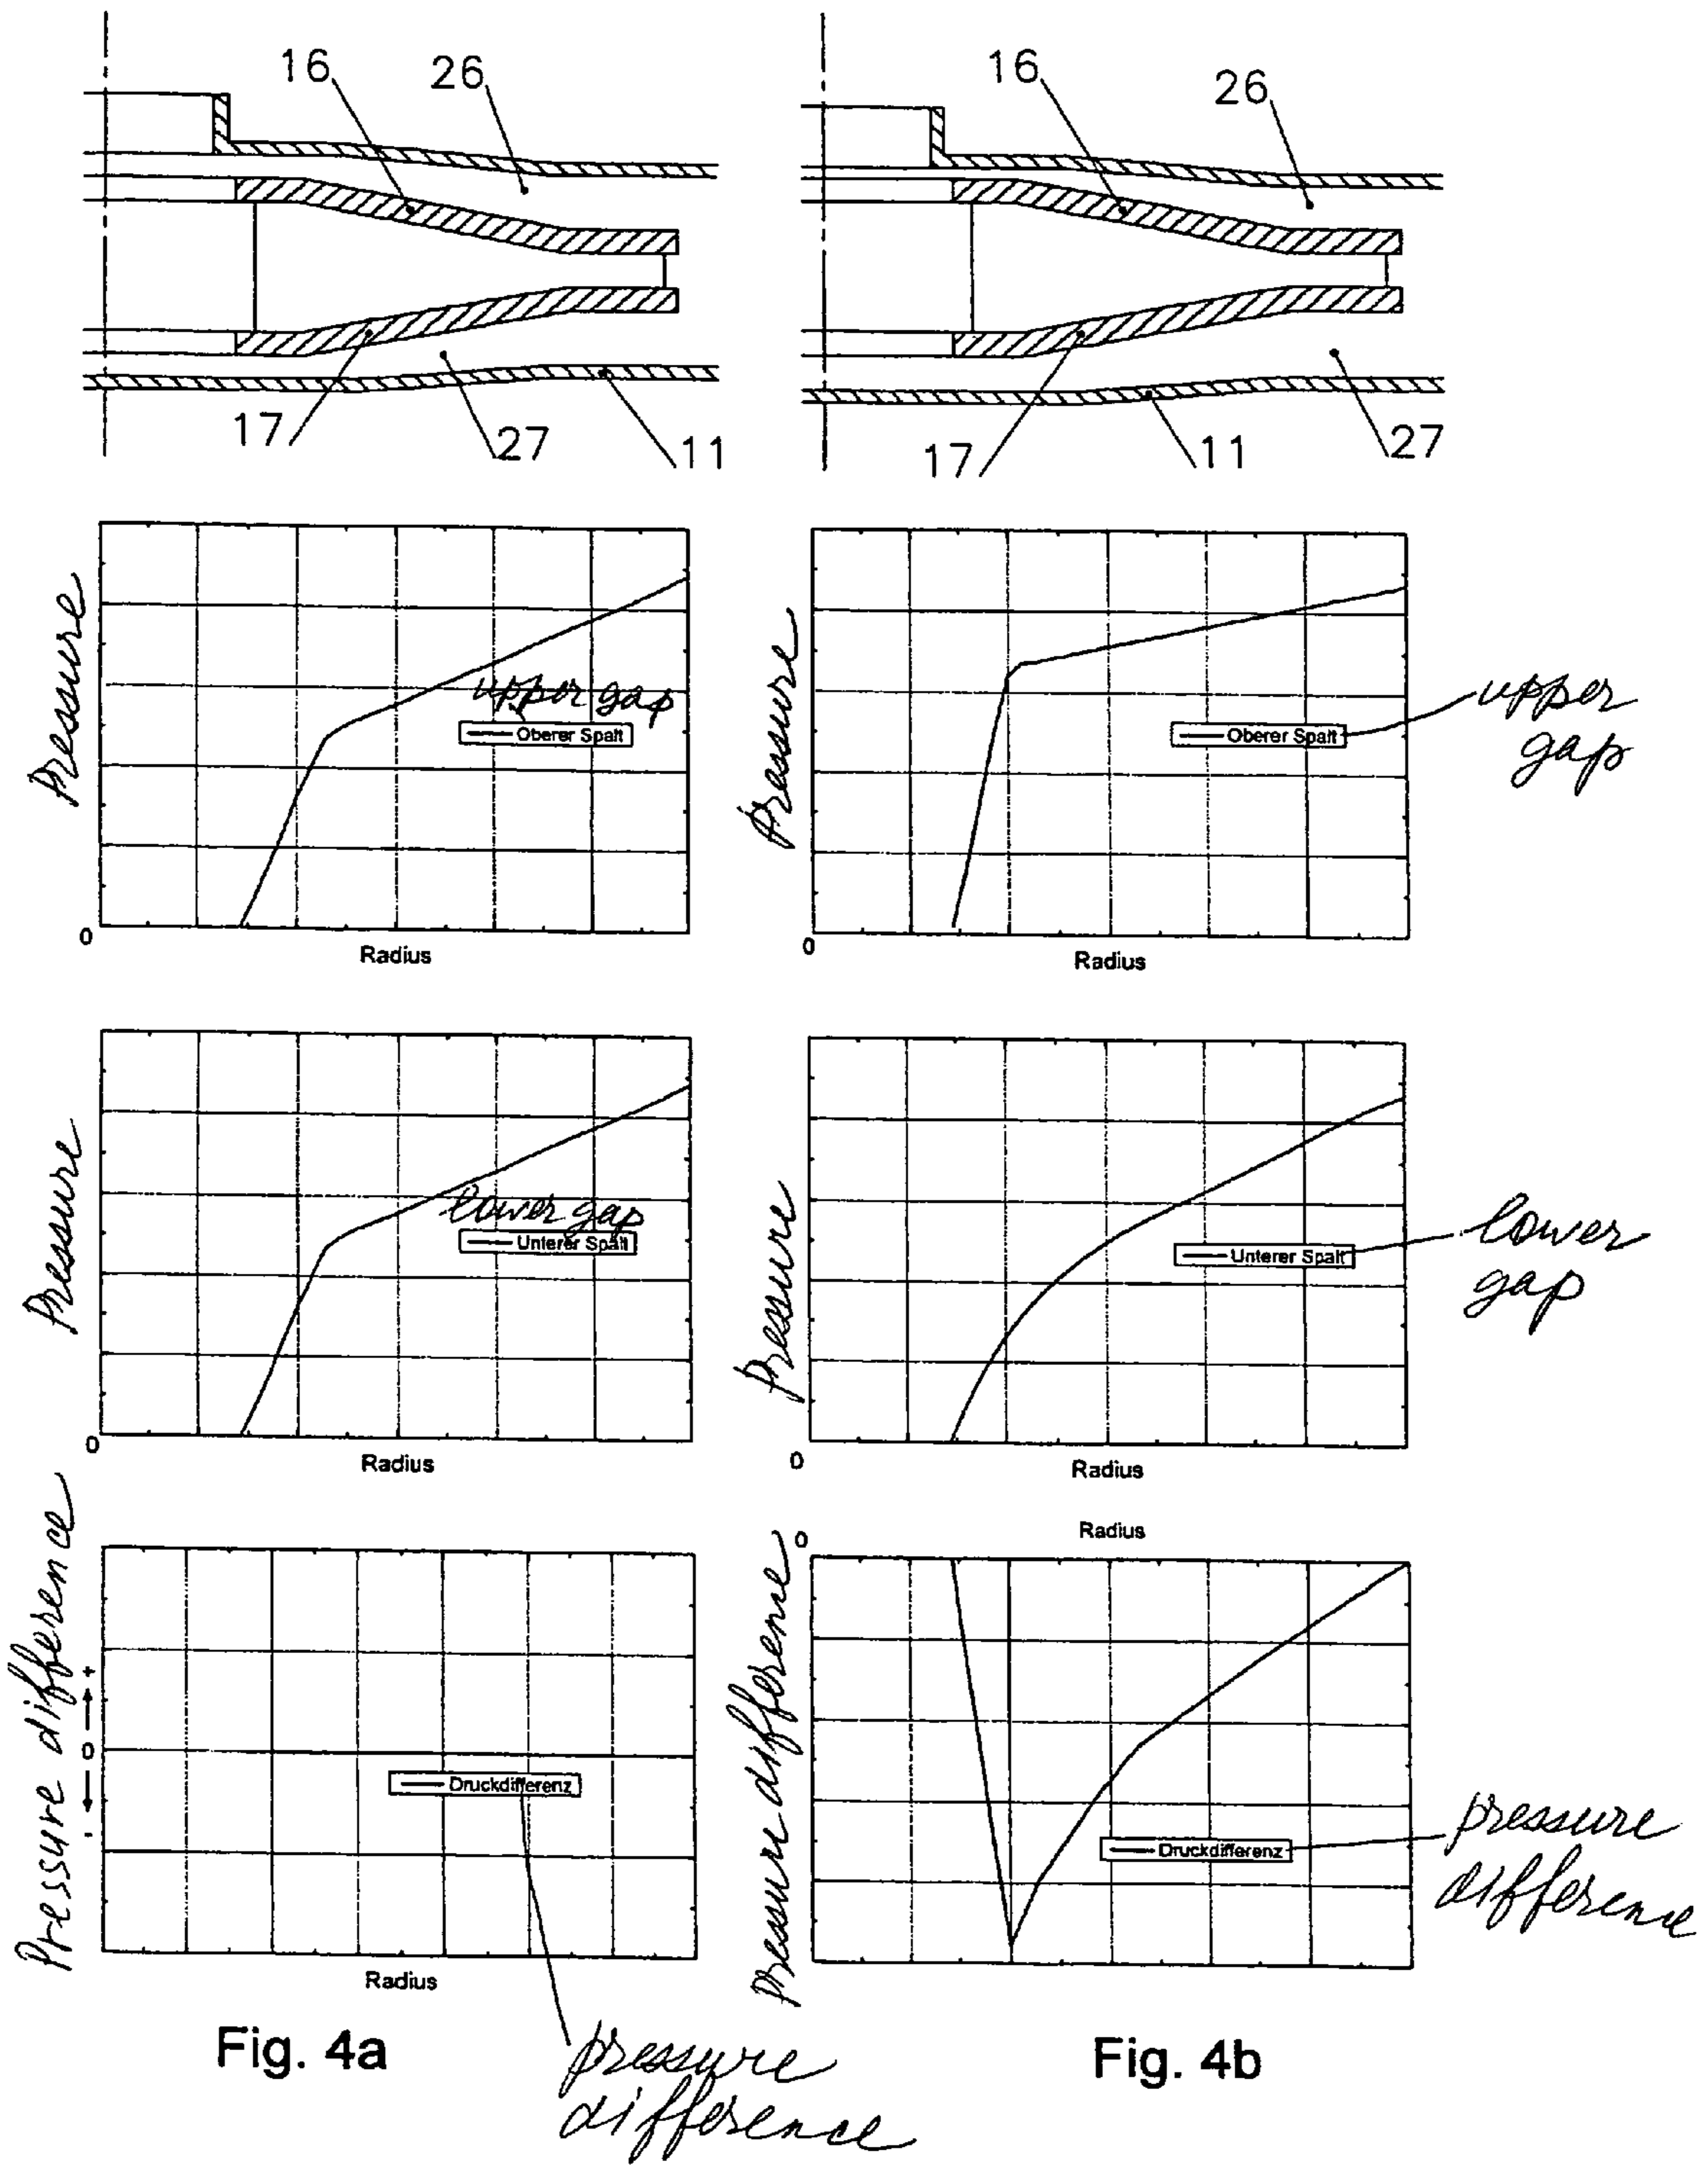 16
26
16
26
17
27
11
17
11
27
Pressure
upper gap
Oberer Spalt
0
Radius
Pressure
Oberer Spalt
upper
gap
0
Radius
Pressure
lower gap
Unterer Spalt
0
Radius
Pressure
Unterer Spalt
lower
gap
0
Radius
Pressure difference
+
0
-
Druckdifferenz
Radius
pressure
difference
Radius
0
Pressure difference
Druckdifferenz
pressure
difference
Fig. 4a
Fig. 4b